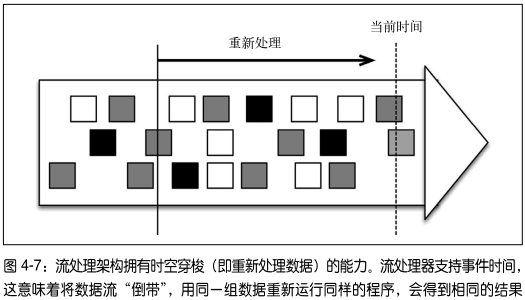 当前时间
重新处理
图 4-7：流处理架构拥有时空穿梭（即重新处理数据）的能力。流处理器支持事件时间，
这意味着将数据流“倒带”，用同一组数据重新运行同样的程序，会得到相同的结果